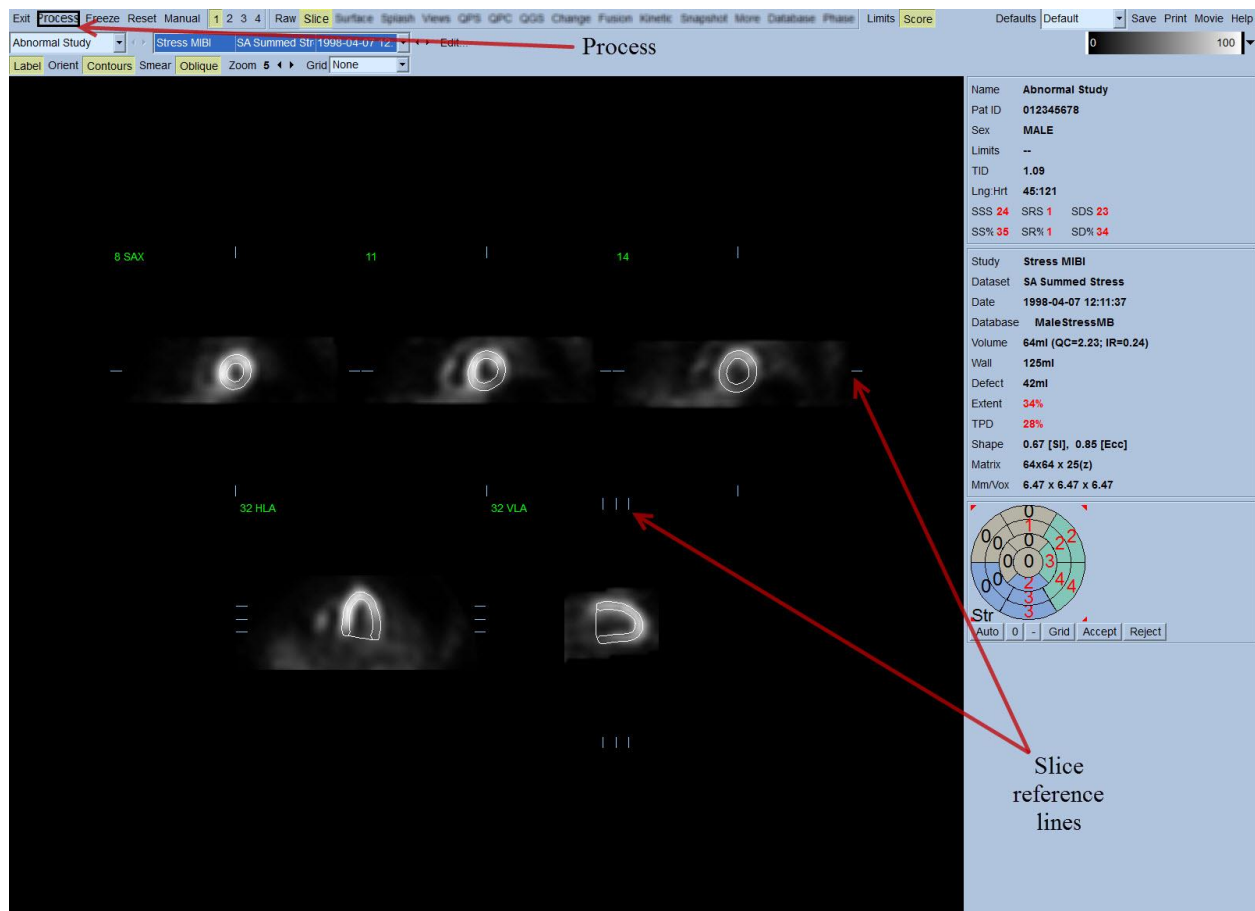 Exit Process Freeze Reset Manual 1 2 3 4 Raw Slice Surface Splash Views QPS QPC QGS Change Fusion Kinetic Snapshot More Database Phase Limits Score Defaults Default Save Print Movie Help
Abnormal Study Stress MIBI SA Summed Str 1998-04-07 12: Edit... Process 0 100
Label Orient Contours Smear Oblique Zoom 5 Grid None
Name Abnormal Study
Pat ID 012345678
Sex MALE
Limits --
TID 1.09
Lng:Hrt 45:121
SSS 24 SRS 1 SDS 23
SS% 35 SR% 1 SD% 34
8 SAX 11 14
Study Stress MIBI
Dataset SA Summed Stress
Date 1998-04-07 12:11:37
Database MaleStressMB
Volume 64ml (QC=2.23; IR=0.24)
Wall 125ml
Defect 42ml
Extent 34%
TPD 28%
Shape 0.67 [SI], 0.85 [Ecc]
Matrix 64x64 x 25(z)
Mm/Vox 6.47 x 6.47 x 6.47
32 HLA 32 VLA
0
1
0 0 0 2 2
0 0 3
0 0 2 4 4
3
3
Str
Auto 0 - Grid Accept Reject
Slice
reference
lines